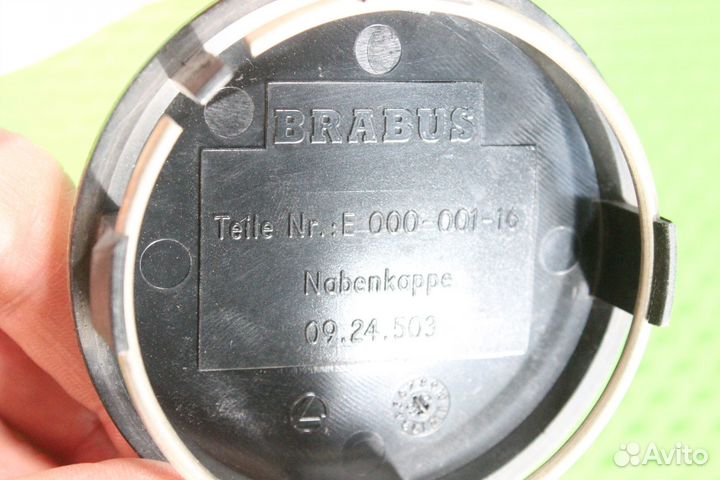 BRABUS
Teile Nr.:E 000-001-16
Nabenkappe
09.24.503
Avito